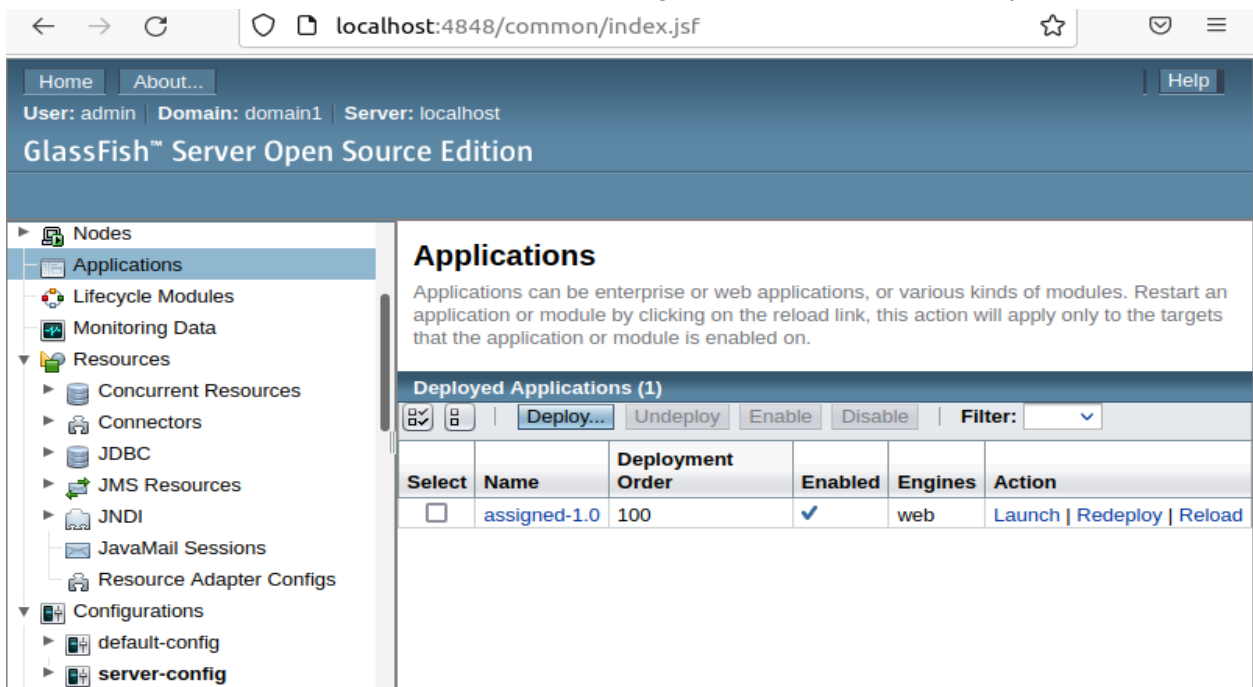 localhost:4848/common/index.jsf
Home About... Help
User: admin Domain: domain1 Server: localhost
GlassFish™ Server Open Source Edition
Nodes
Applications
Lifecycle Modules
Monitoring Data
Resources
Concurrent Resources
Connectors
JDBC
JMS Resources
JNDI
JavaMail Sessions
Resource Adapter Configs
Configurations
default-config
server-config
Applications
Applications can be enterprise or web applications, or various kinds of modules. Restart an
application or module by clicking on the reload link, this action will apply only to the targets
that the application or module is enabled on.
Deployed Applications (1)
Deploy... Undeploy Enable Disable Filter:
Select Name Deployment Order Enabled Engines Action
assigned-1.0 100 web Launch | Redeploy | Reload